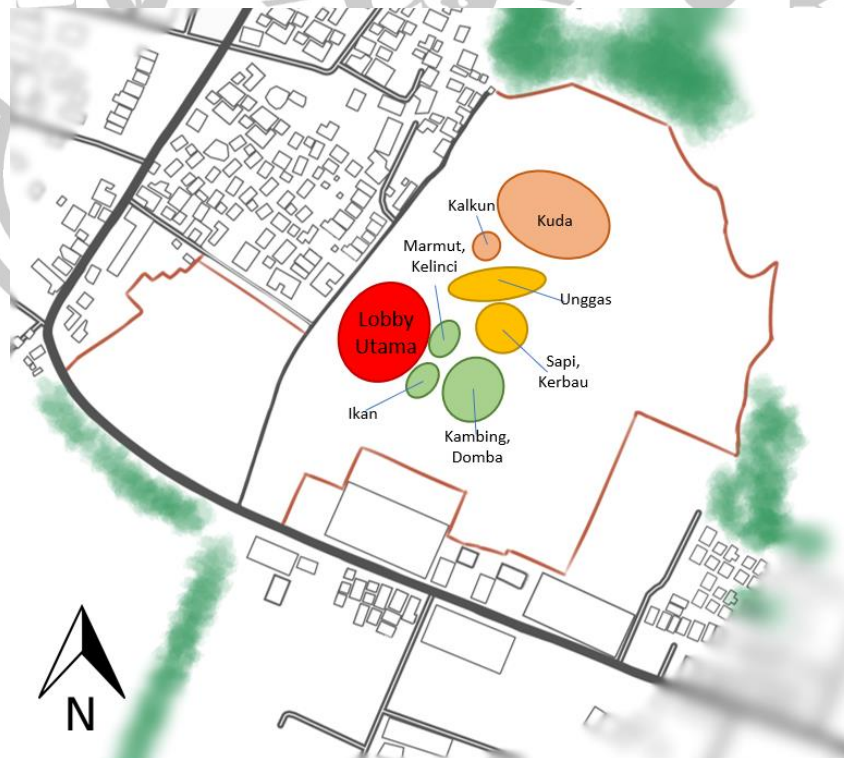 Kalkun
Kuda
Marmut,
Kelinci
Unggas
Lobby
Utama
Sapi,
Kerbau
Ikan
Kambing,
Domba
N